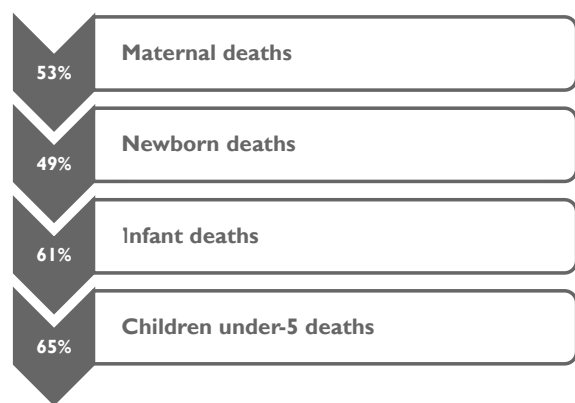 Maternal deaths
53%
Newborn deaths
49%
Infant deaths
61%
Children under-5 deaths
65%